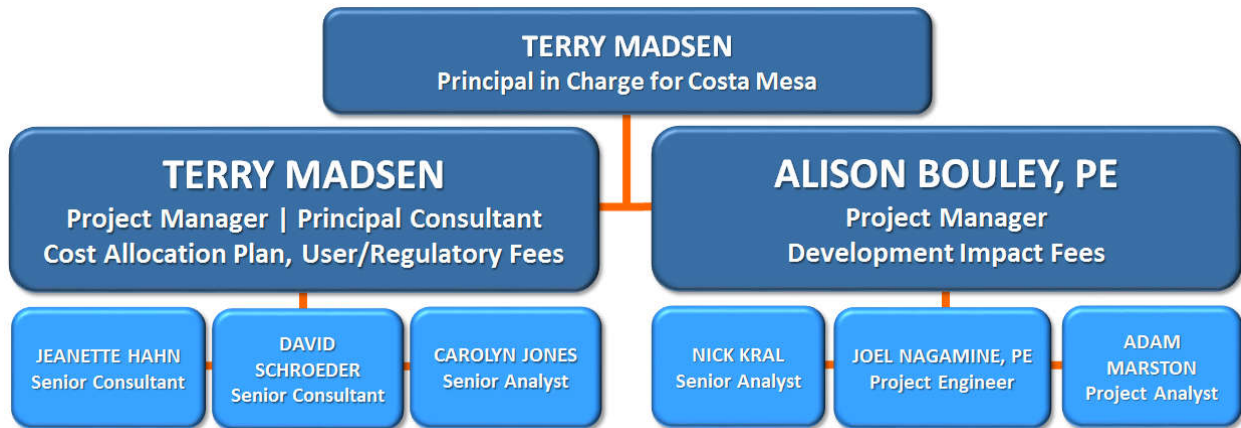 TERRY MADSEN
Principal in Charge for Costa Mesa
TERRY MADSEN
Project Manager | Principal Consultant
Cost Allocation Plan, User/Regulatory Fees
ALISON BOULEY, PE
Project Manager
Development Impact Fees
JEANETTE HAHN
Senior Consultant
DAVID
SCHROEDER
Senior Consultant
CAROLYN JONES
Senior Analyst
NICK KRAL
Senior Analyst
JOEL NAGAMINE, PE
Project Engineer
ADAM
MARSTON
Project Analyst